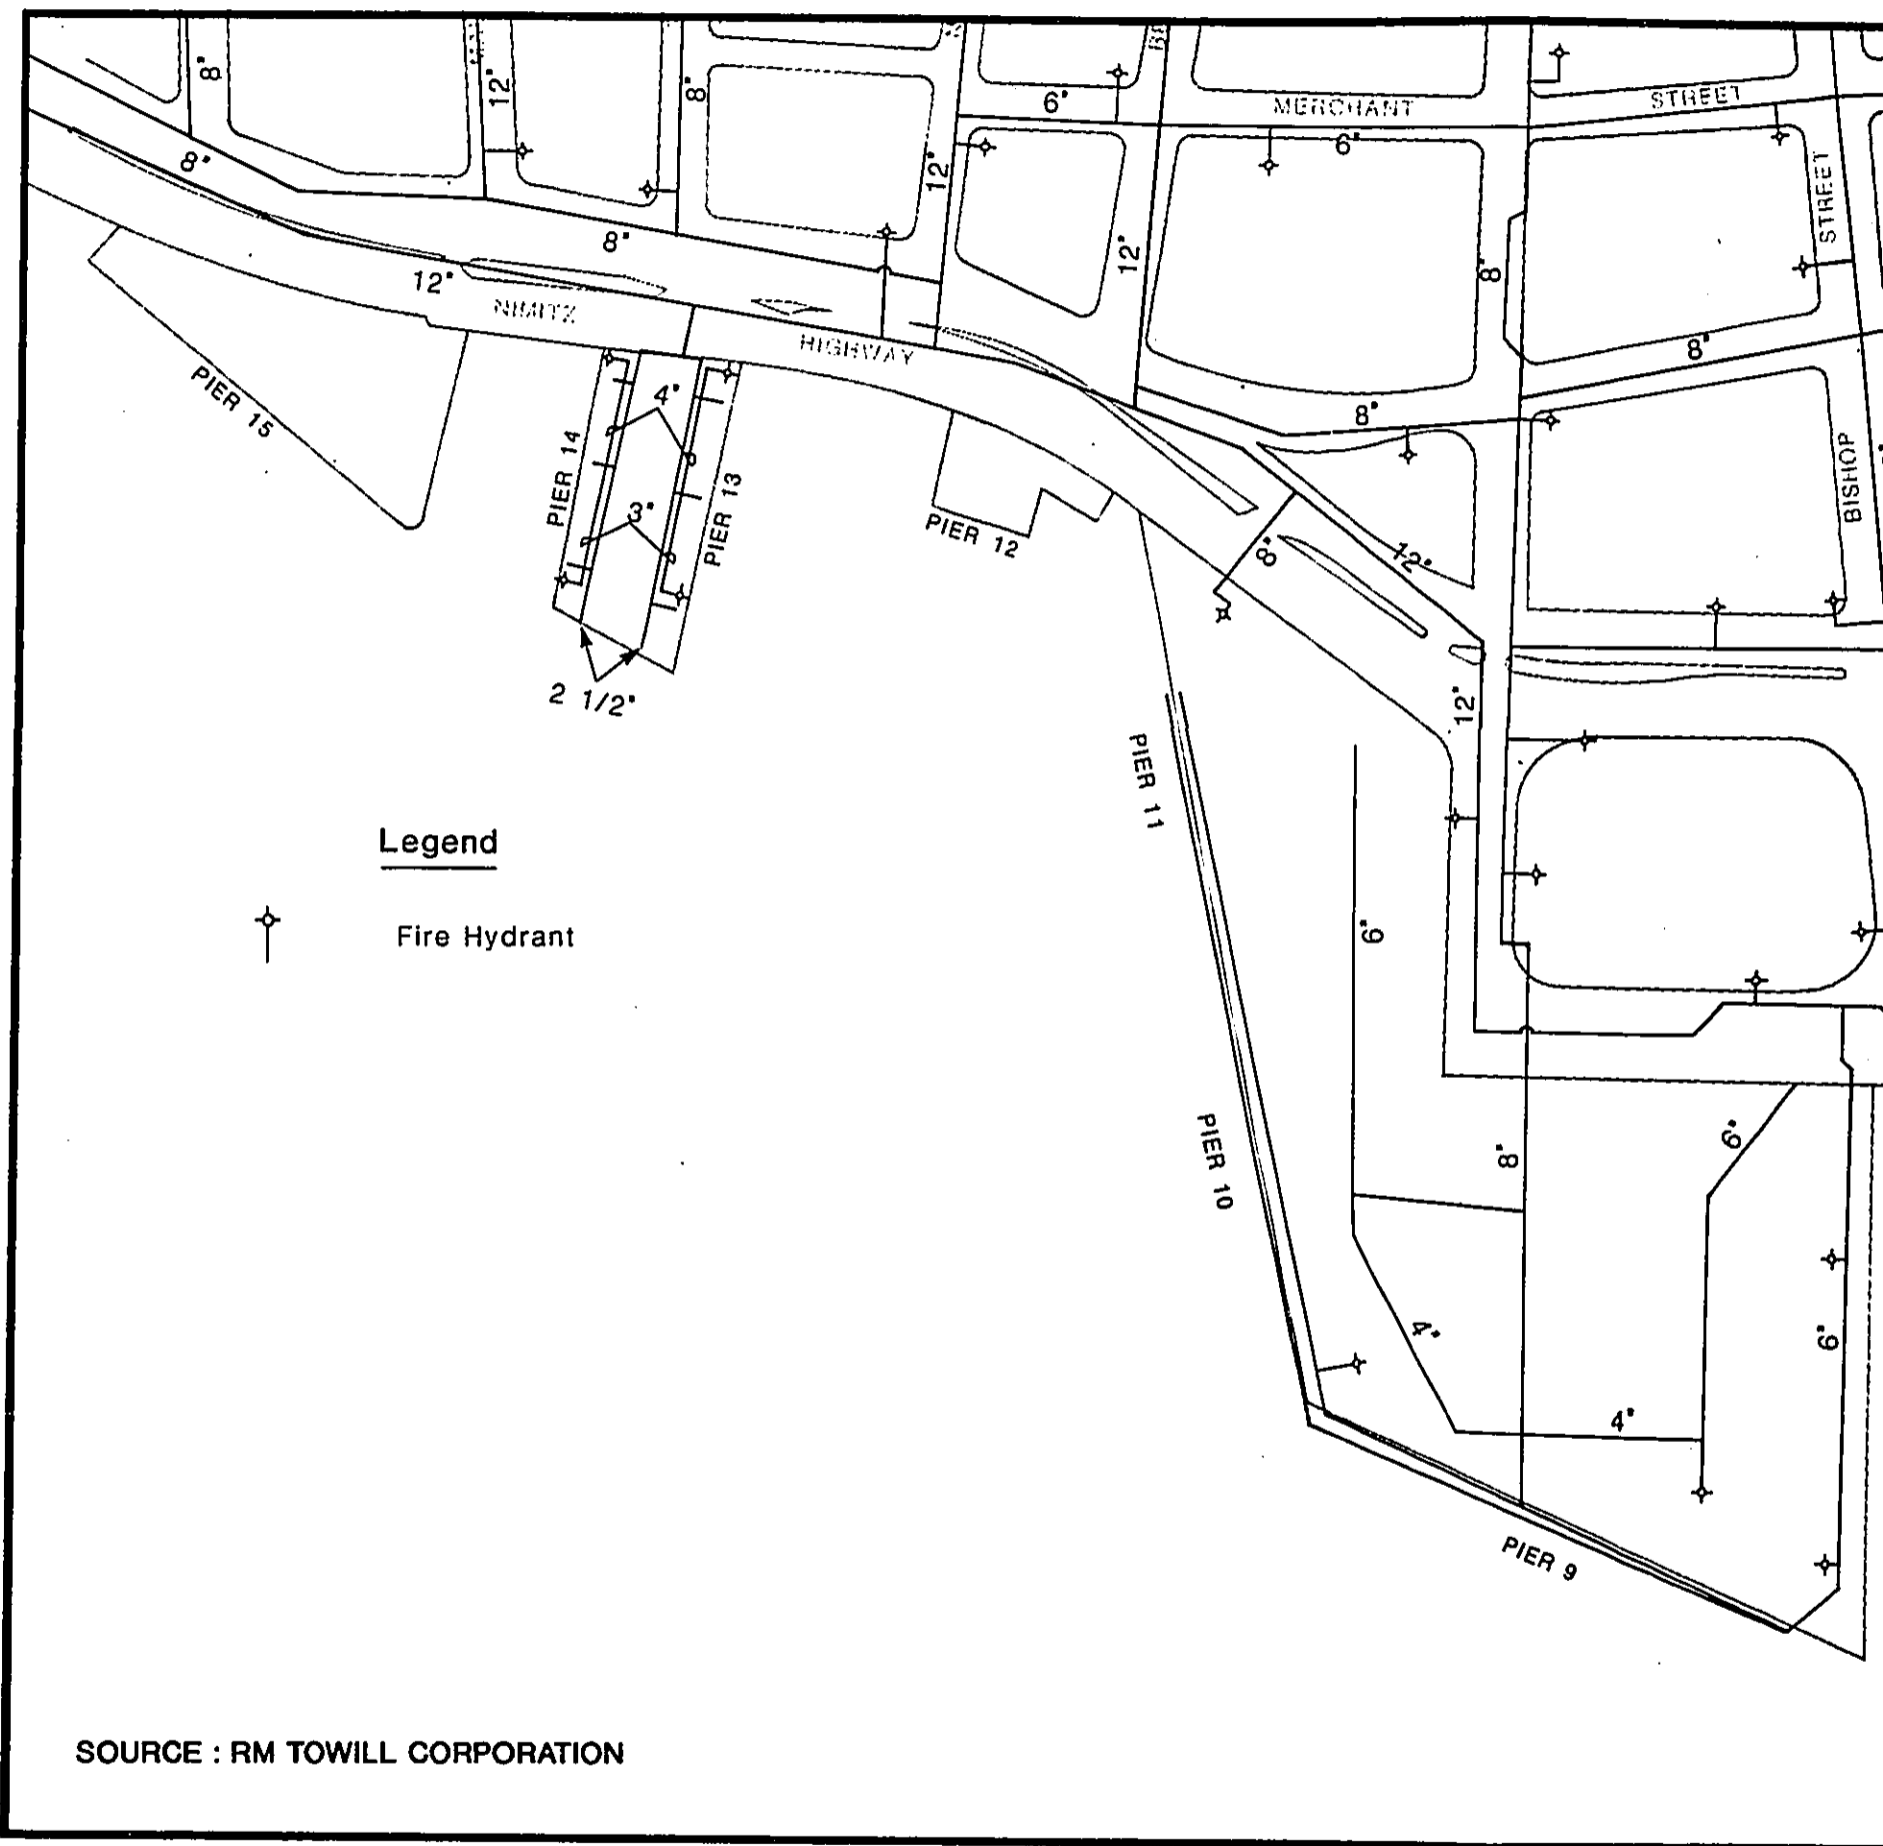 8"
12"
8"
6"
MERCHANT
STREET
6"
8"
12"
STREET
8"
12"
8"
12"
NIMITZ
HIGHWAY
8"
8"
PIER 15
4"
PIER 14
PIER 13
3"
2 1/2"
PIER 12
8"
BISHOP
8"
12"
12"
PIER 11
Legend
Fire Hydrant
6"
PIER 10
8"
6"
4"
6"
4"
PIER 9
SOURCE : RM TOWILL CORPORATION